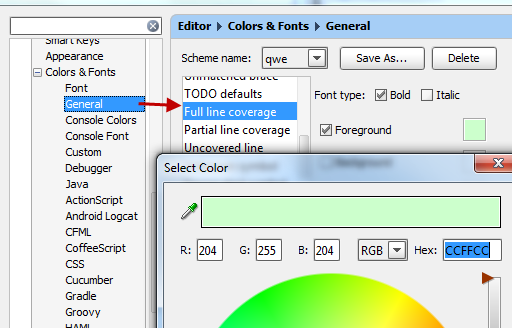 Editor › Colors & Fonts › General
Smart Keys
Appearance
Colors & Fonts
Font
General
Console Colors
Console Font
Custom
Debugger
Java
ActionScript
Android Logcat
CFML
CoffeeScript
CSS
Cucumber
Gradle
Groovy
HAML
Scheme name: qwe Save As... Delete
Unmatched brace
TODO defaults
Full line coverage
Partial line coverage
Uncovered line
Font type: Bold Italic
Foreground
Background
Select Color
R: 204 G: 255 B: 204 RGB Hex: CCFFCC